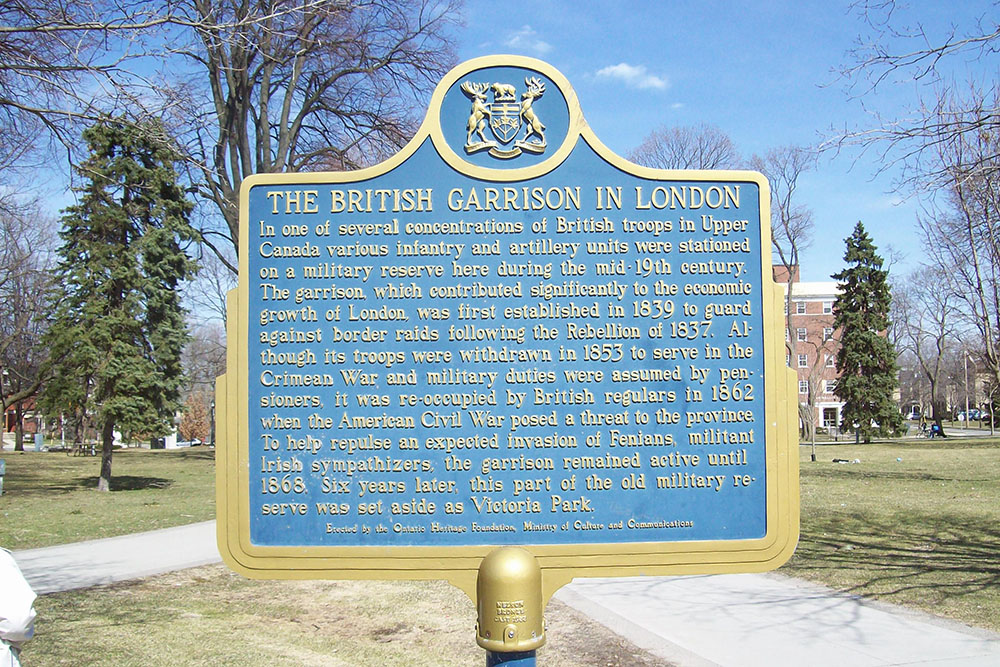 THE BRITISH GARRISON IN LONDON
In one of several concentrations of British troops in Upper
Canada various infantry and artillery units were stationed
on a military reserve here during the mid-19th century.
The garrison, which contributed significantly to the economic
growth of London, was first established in 1839 to guard
against border raids following the Rebellion of 1837. Al-
though its troops were withdrawn in 1853 to serve in the
Crimean War and military duties were assumed by pen-
sioners, it was re-occupied by British regulars in 1862
when the American Civil War posed a threat to the province.
To help repulse an expected invasion of Fenians, militant
Irish sympathizers, the garrison remained active until
1868. Six years later, this part of the old military re-
serve was set aside as Victoria Park.
Erected by the Ontario Heritage Foundation, Ministry of Culture and Communications
BRONZE